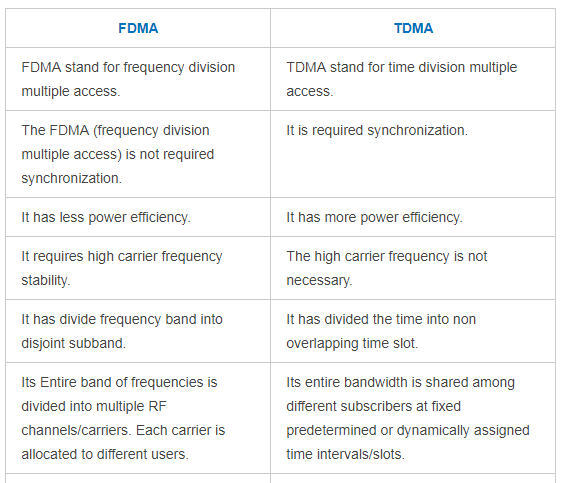 FDMA
TDMA
FDMA stand for frequency division
multiple access.
TDMA stand for time division multiple
access.
The FDMA (frequency division
multiple access) is not required
synchronization.
It is required synchronization.
It has less power efficiency.
It has more power efficiency.
It requires high carrier frequency
stability.
The high carrier frequency is not
necessary.
It has divide frequency band into
disjoint subband.
It has divided the time into non
overlapping time slot.
Its Entire band of frequencies is
divided into multiple RF
channels/carriers. Each carrier is
allocated to different users.
Its entire bandwidth is shared among
different subscribers at fixed
predetermined or dynamically assigned
time intervals/slots.